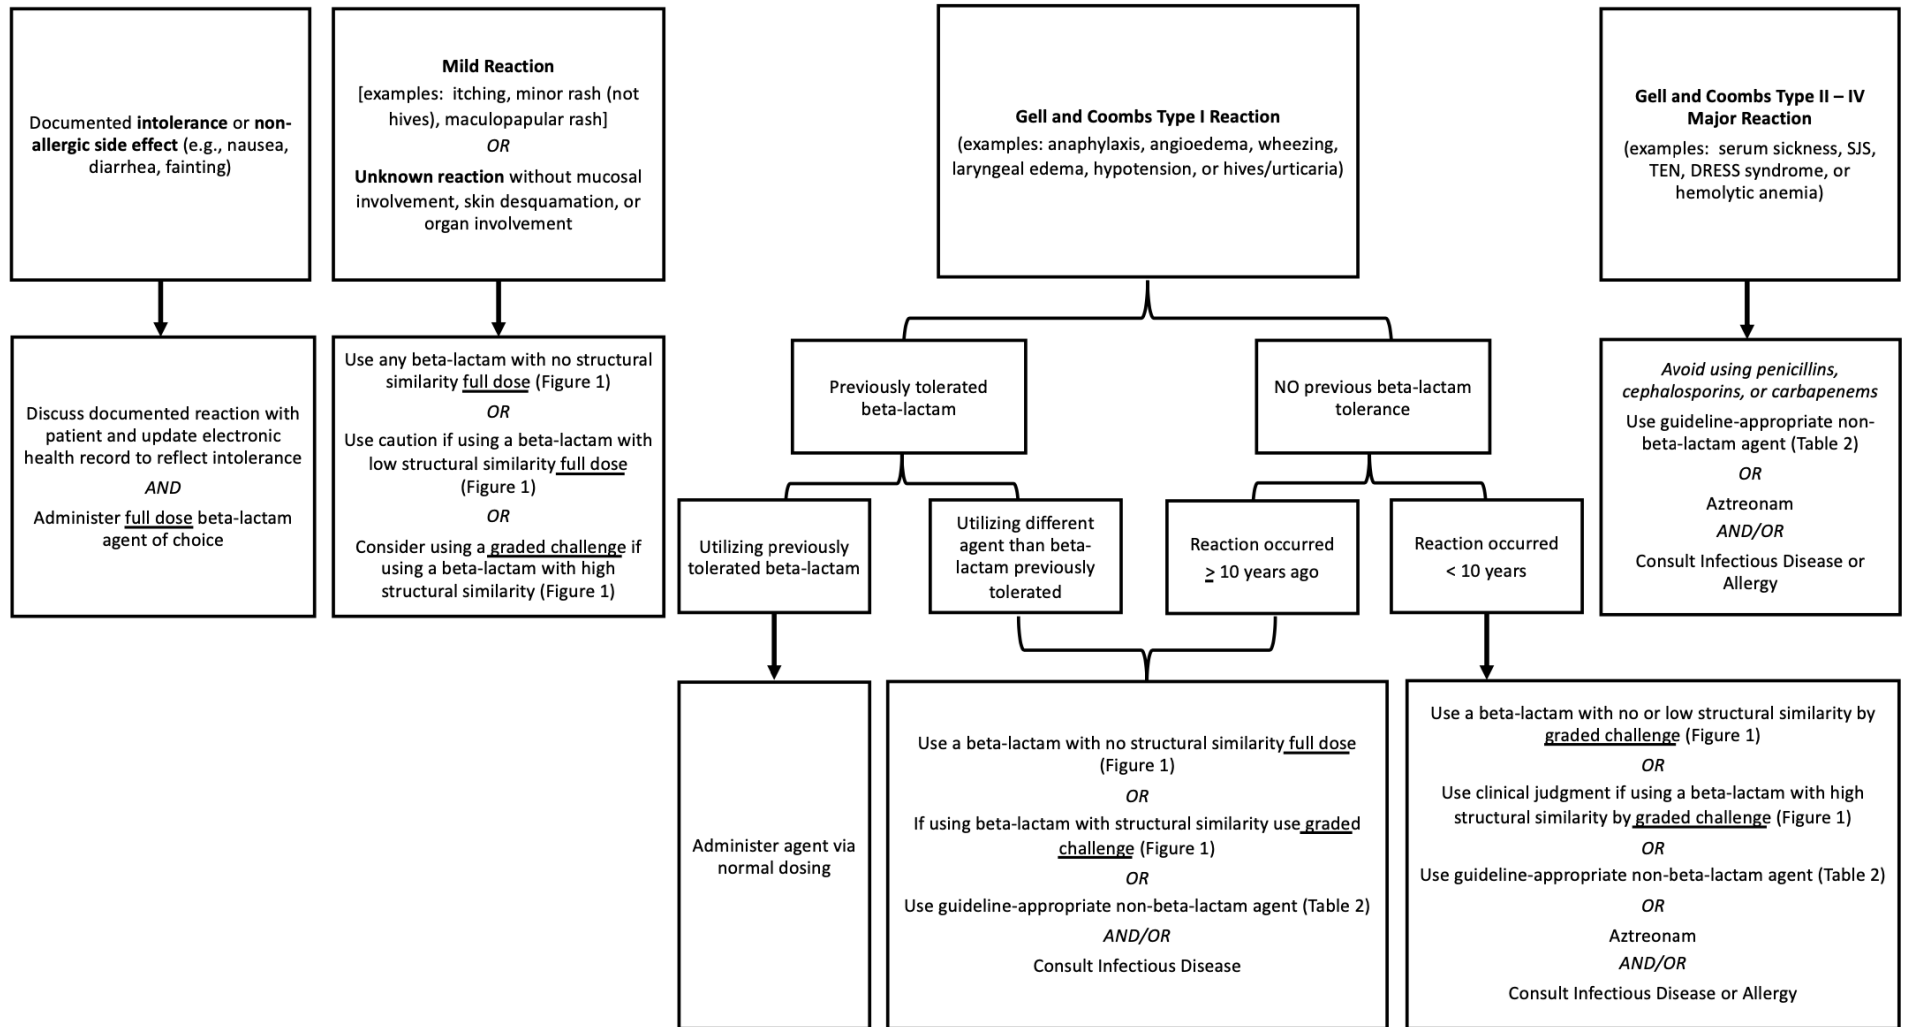 Documented intolerance or non-
allergic side effect (e.g., nausea,
diarrhea, fainting)
Mild Reaction
[examples: itching, minor rash (not
hives), maculopapular rash]
OR
Unknown reaction without mucosal
involvement, skin desquamation, or
organ involvement
Gell and Coombs Type I Reaction
(examples: anaphylaxis, angioedema, wheezing,
laryngeal edema, hypotension, or hives/urticaria)
Gell and Coombs Type II – IV
Major Reaction
(examples: serum sickness, SJS,
TEN, DRESS syndrome, or
hemolytic anemia)
Discuss documented reaction with
patient and update electronic
health record to reflect intolerance
AND
Administer full dose beta-lactam
agent of choice
Use any beta-lactam with no structural
similarity full dose (Figure 1)
OR
Use caution if using a beta-lactam with
low structural similarity full dose
(Figure 1)
OR
Consider using a graded challenge if
using a beta-lactam with high
structural similarity (Figure 1)
Previously tolerated
beta-lactam
NO previous beta-lactam
tolerance
Avoid using penicillins,
cephalosporins, or carbapenems
Use guideline-appropriate non-
beta-lactam agent (Table 2)
OR
Aztreonam
AND/OR
Consult Infectious Disease or
Allergy
Utilizing previously
tolerated beta-lactam
Utilizing different
agent than beta-
lactam previously
tolerated
Reaction occurred
≥ 10 years ago
Reaction occurred
< 10 years
Administer agent via
normal dosing
Use a beta-lactam with no structural similarity full dose
(Figure 1)
OR
If using beta-lactam with structural similarity use graded
challenge (Figure 1)
OR
Use guideline-appropriate non-beta-lactam agent (Table 2)
AND/OR
Consult Infectious Disease
Use a beta-lactam with no or low structural similarity by
graded challenge (Figure 1)
OR
Use clinical judgment if using a beta-lactam with high
structural similarity by graded challenge (Figure 1)
OR
Use guideline-appropriate non-beta-lactam agent (Table 2)
OR
Aztreonam
AND/OR
Consult Infectious Disease or Allergy